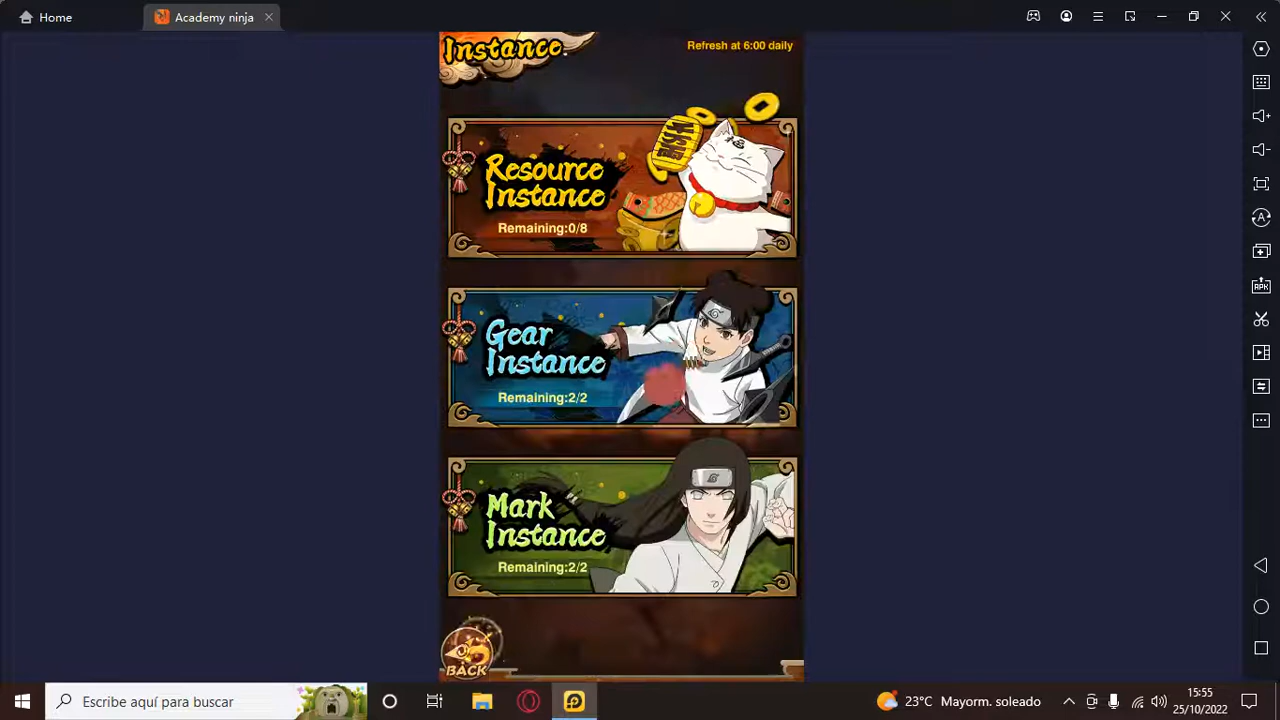 Home
Academy ninja
Instance
Refresh at 6:00 daily
Resource
Instance
Remaining:0/8
Gear
Instance
Remaining:2/2
Mark
Instance
Remaining:2/2
BACK
APK
Escribe aquí para buscar
23°C Mayorm. soleado
15:55
25/10/2022